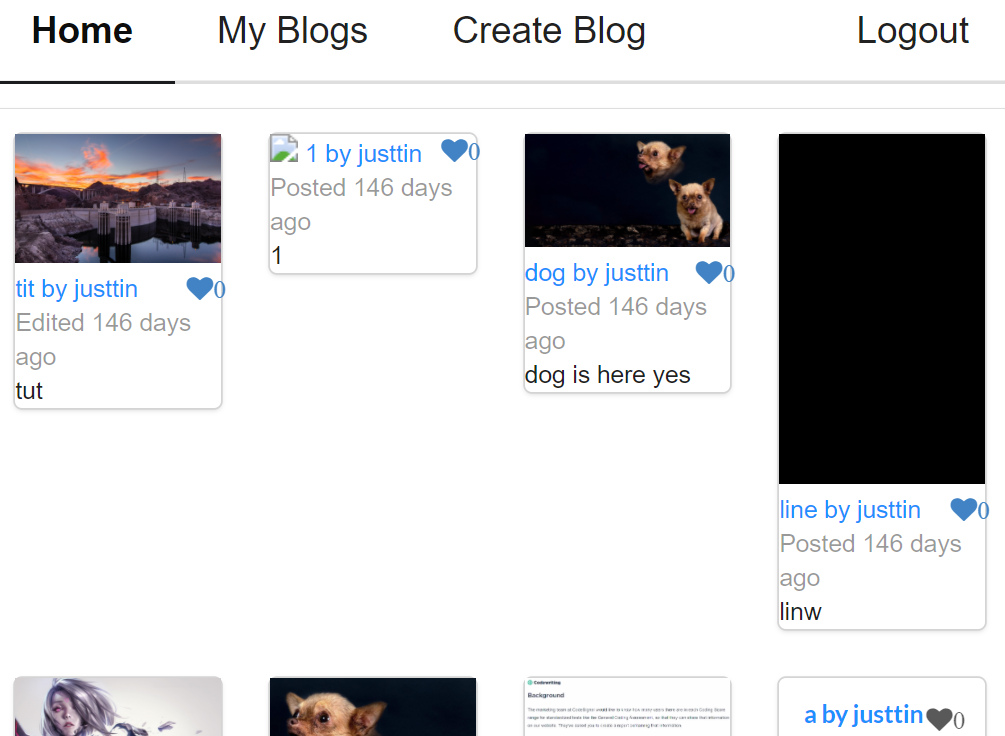 Home My Blogs Create Blog Logout
tit by justtin 0
Edited 146 days
ago
tut
1 by justtin 0
Posted 146 days
ago
1
dog by justtin 0
Posted 146 days
ago
dog is here yes
line by justtin 0
Posted 146 days
ago
linw
Background
a by justtin 0